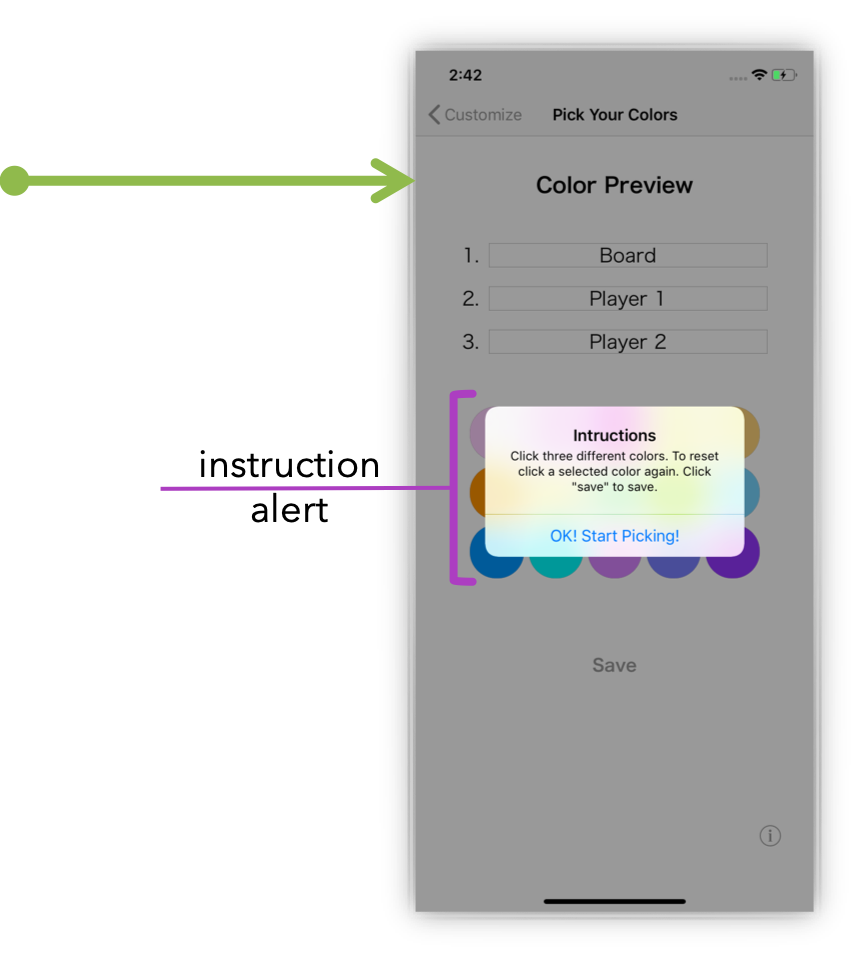 2:42
Customize Pick Your Colors
Color Preview
1. Board
2. Player 1
3. Player 2
instruction
alert
Intructions
Click three different colors. To reset
click a selected color again. Click
"save" to save.
OK! Start Picking!
Save
i